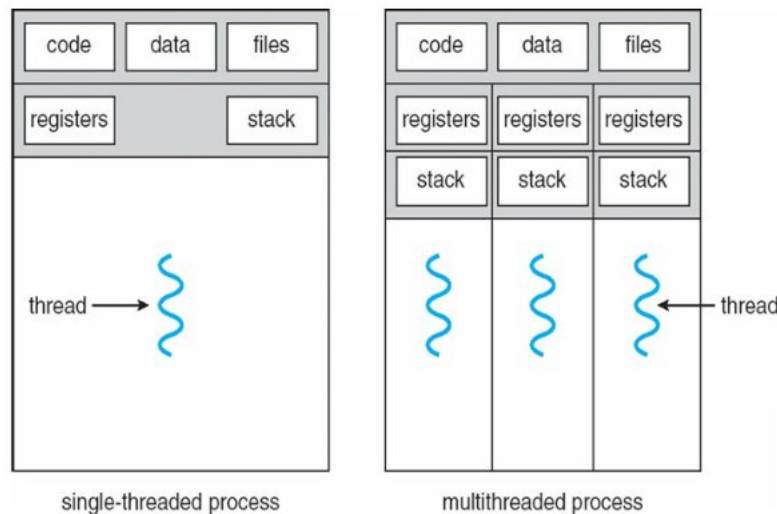 code data files code data files
registers stack registers registers registers
stack stack stack
thread thread
single-threaded process multithreaded process